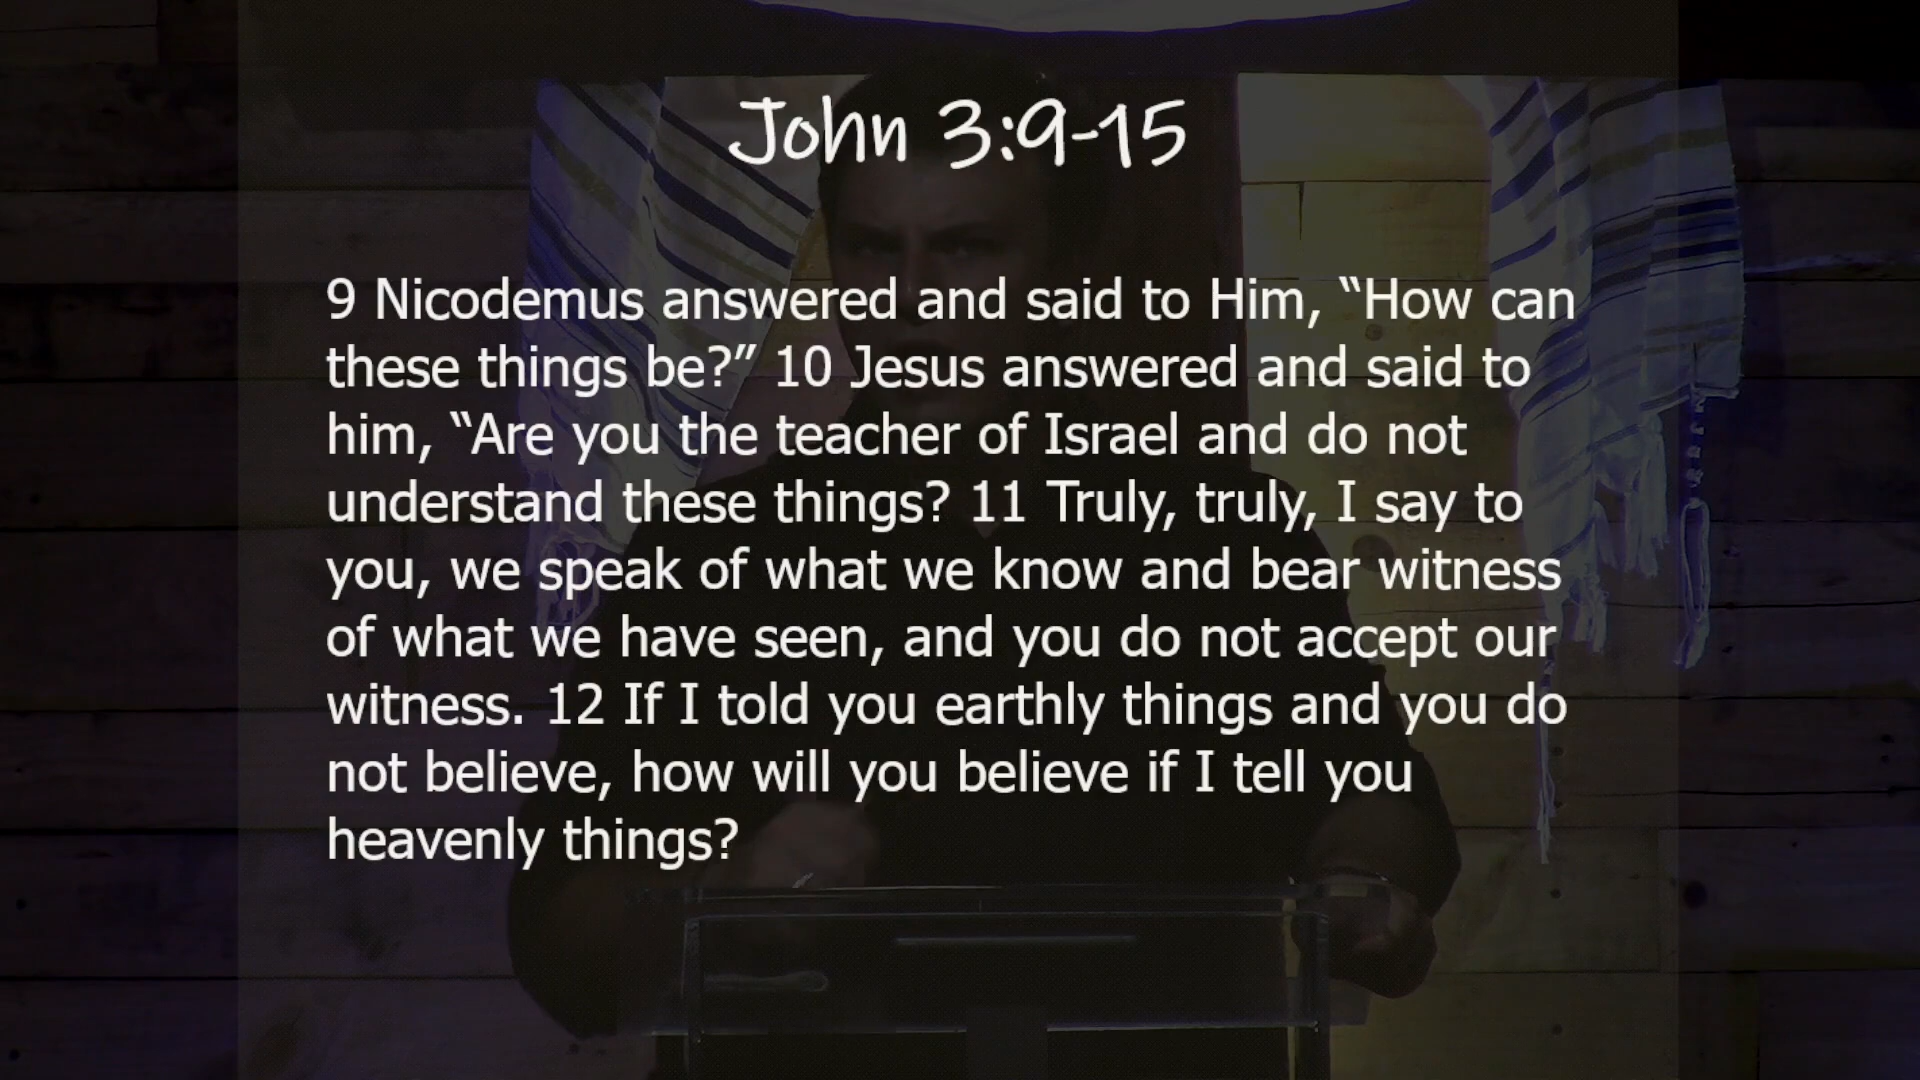 John 3:9-15
9 Nicodemus answered and said to Him, “How can
these things be?” 10 Jesus answered and said to
him, “Are you the teacher of Israel and do not
understand these things? 11 Truly, truly, I say to
you, we speak of what we know and bear witness
of what we have seen, and you do not accept our
witness. 12 If I told you earthly things and you do
not believe, how will you believe if I tell you
heavenly things?